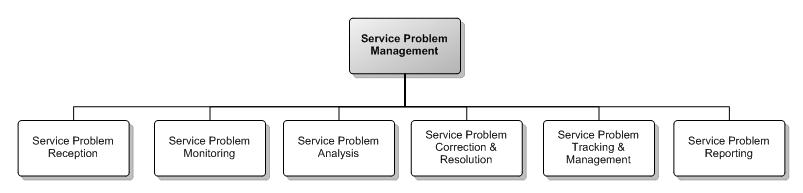 Service Problem
Management
Service Problem
Reception
Service Problem
Monitoring
Service Problem
Analysis
Service Problem
Correction &
Resolution
Service Problem
Tracking &
Management
Service Problem
Reporting